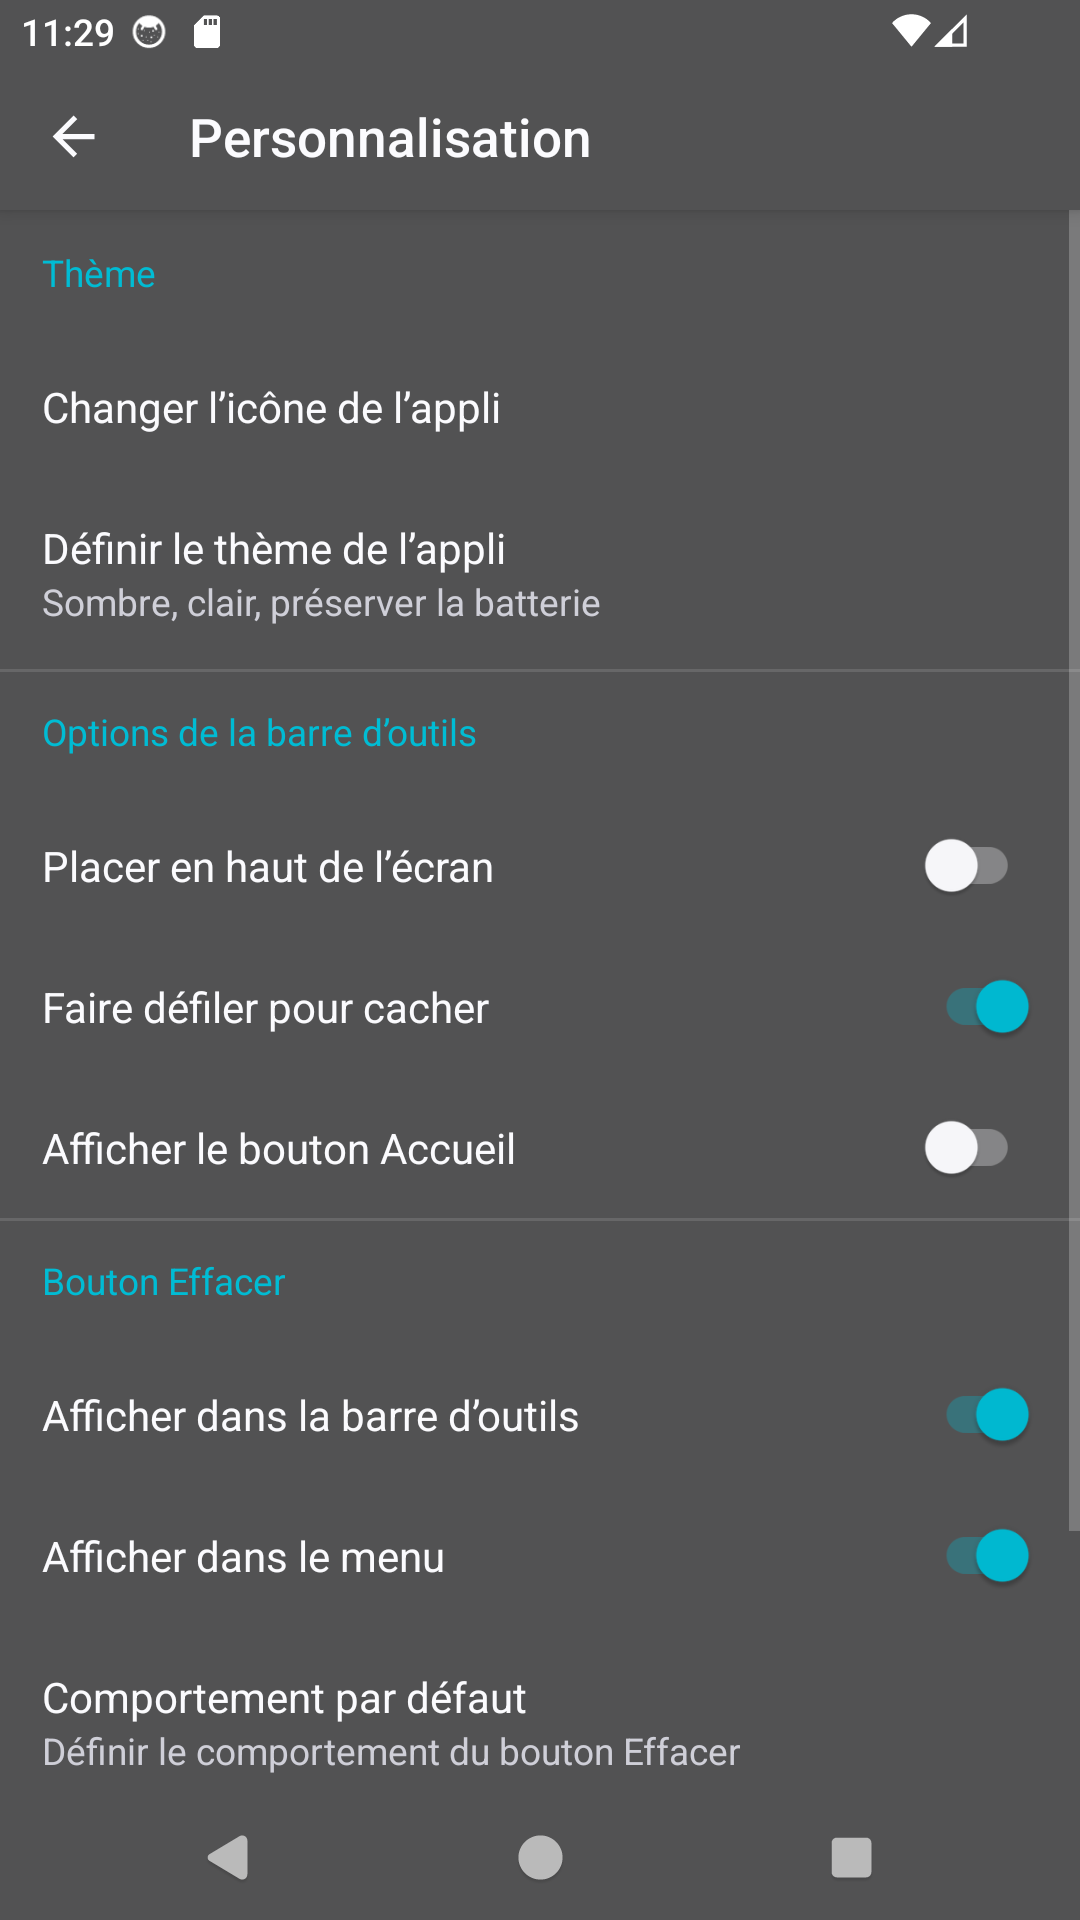 11:29
Personnalisation
Thème
Changer l’icône de l’appli
Définir le thème de l’appli
Sombre, clair, préserver la batterie
Options de la barre d’outils
Placer en haut de l’écran
Faire défiler pour cacher
Afficher le bouton Accueil
Bouton Effacer
Afficher dans la barre d’outils
Afficher dans le menu
Comportement par défaut
Définir le comportement du bouton Effacer